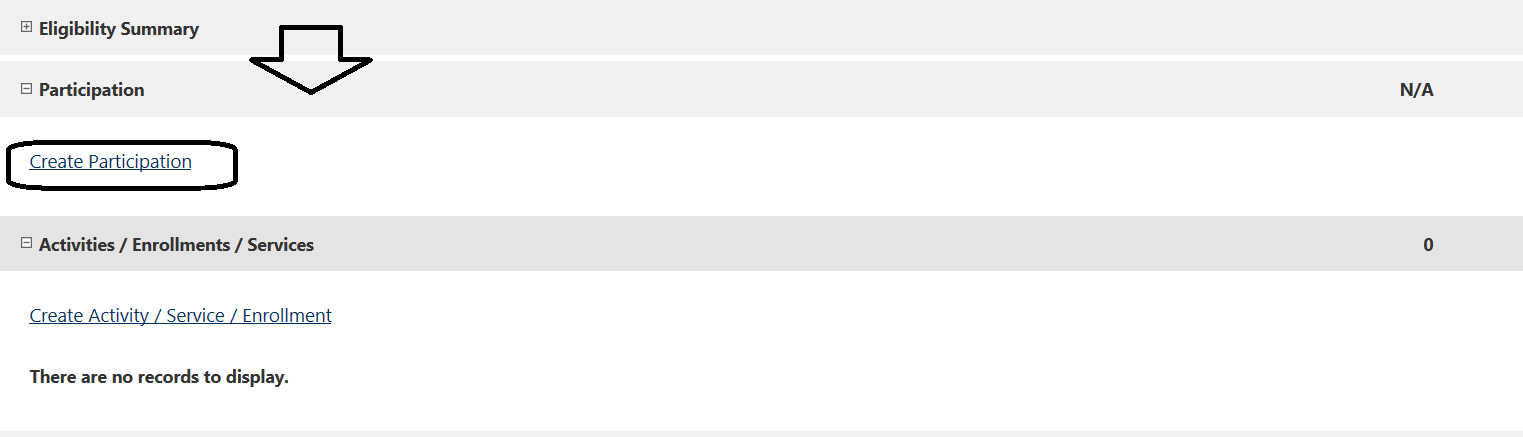 Eligibility Summary
Participation N/A
Create Participation
Activities / Enrollments / Services 0
Create Activity / Service / Enrollment
There are no records to display.